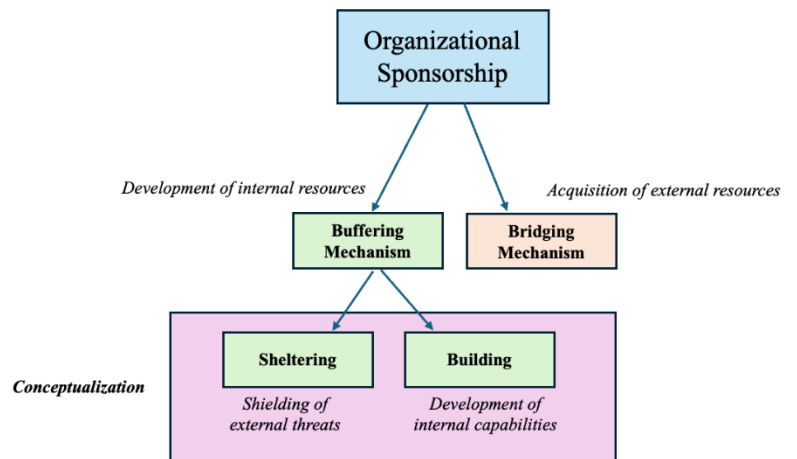 Organizational
Sponsorship
Development of internal resources
Acquisition of external resources
Buffering
Mechanism
Bridging
Mechanism
Sheltering
Building
Conceptualization
Shielding of
external threats
Development of
internal capabilities